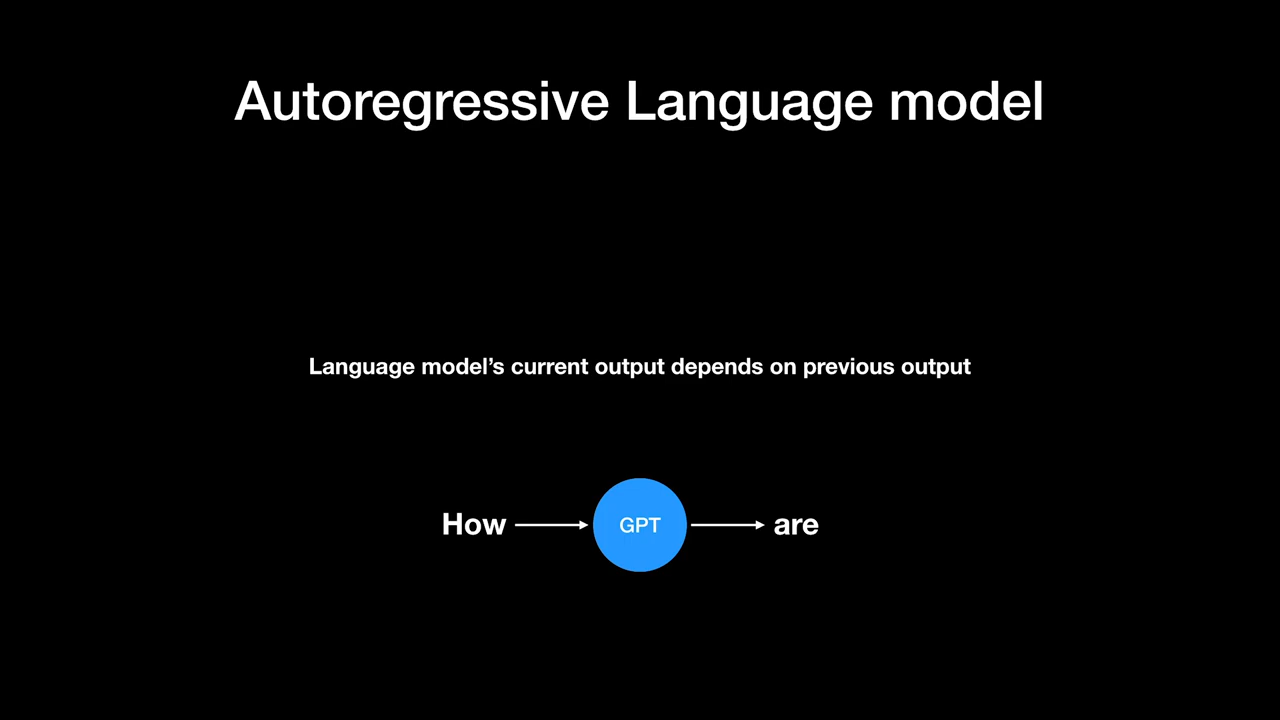 Autoregressive Language model
Language model’s current output depends on previous output
How GPT are